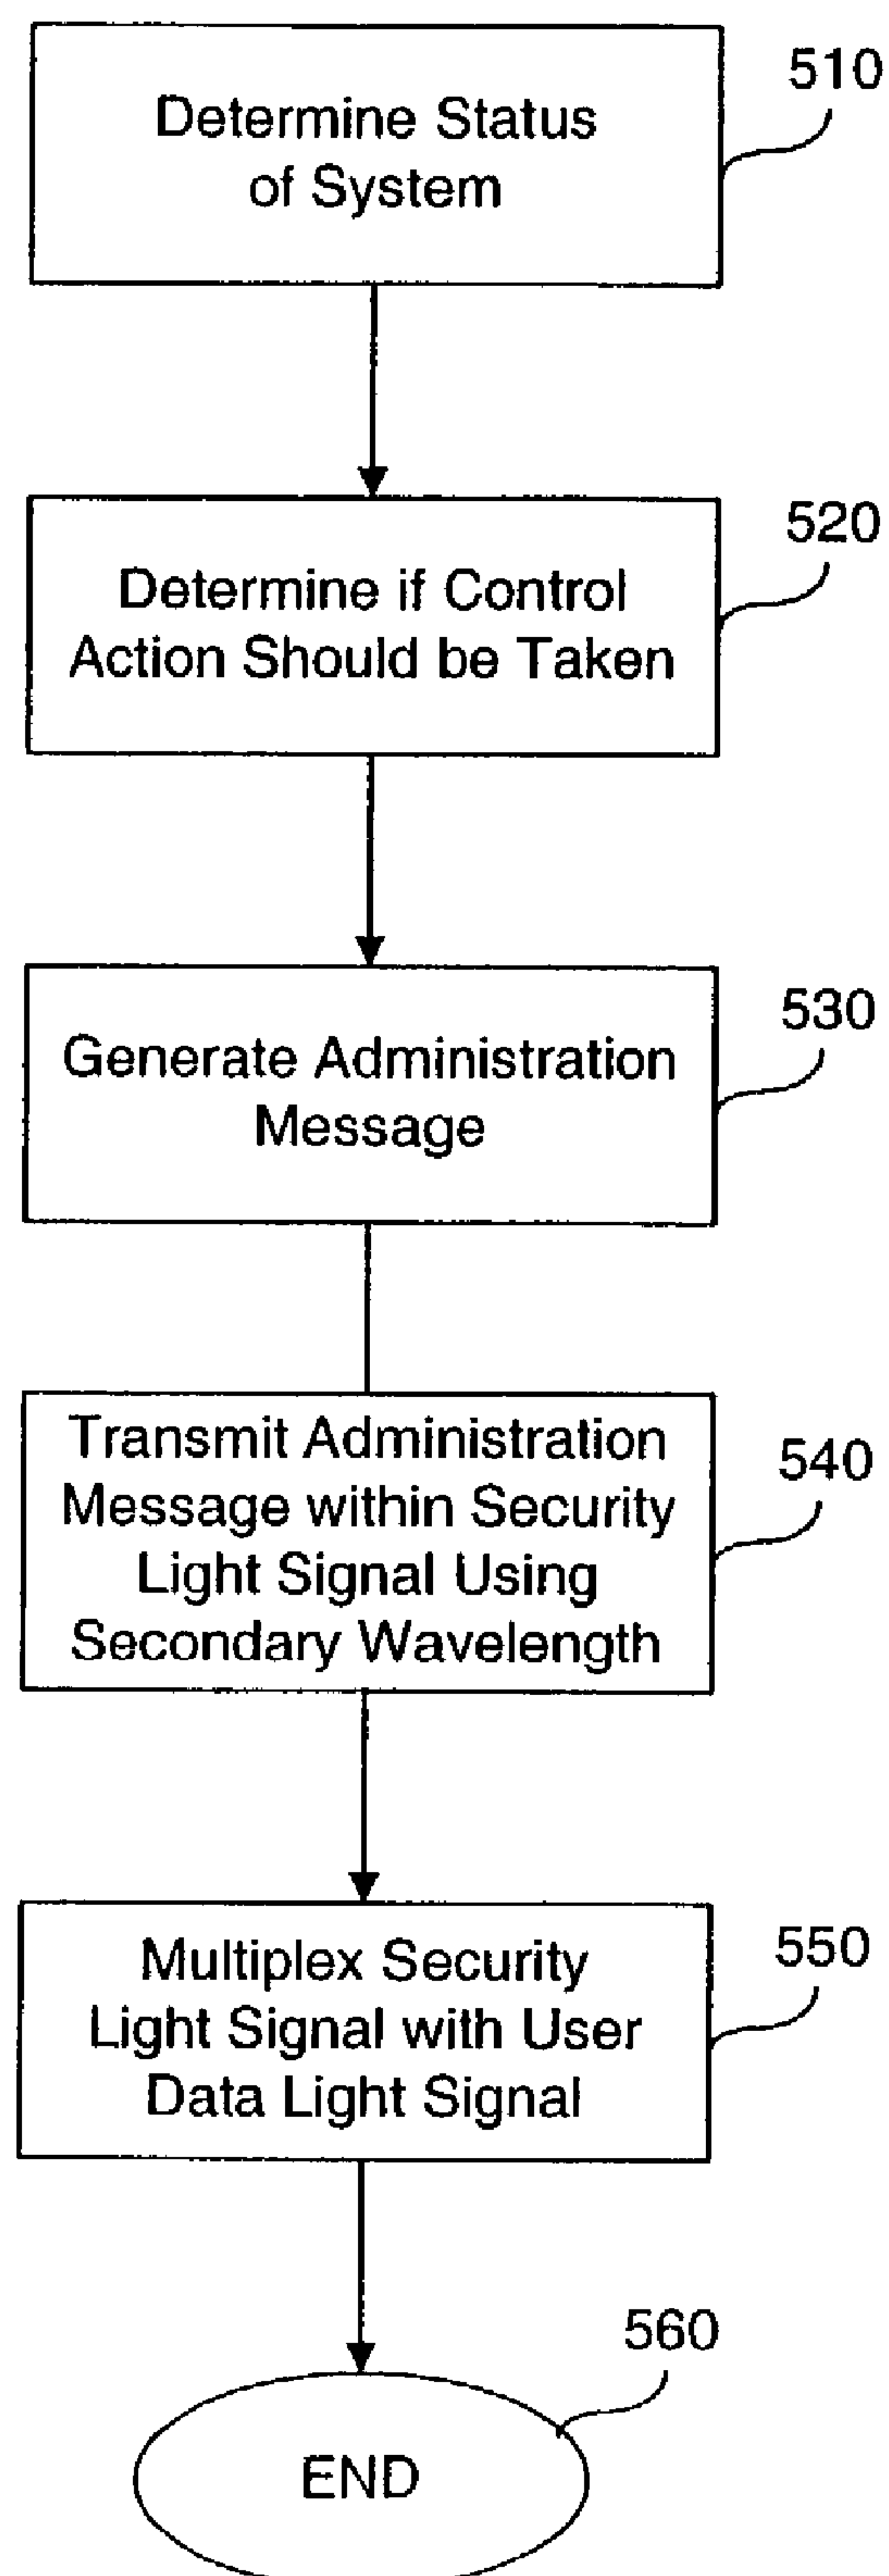 510
Determine Status
of System
520
Determine if Control
Action Should be Taken
530
Generate Administration
Message
540
Transmit Administration
Message within Security
Light Signal Using
Secondary Wavelength
550
Multiplex Security
Light Signal with User
Data Light Signal
560
END